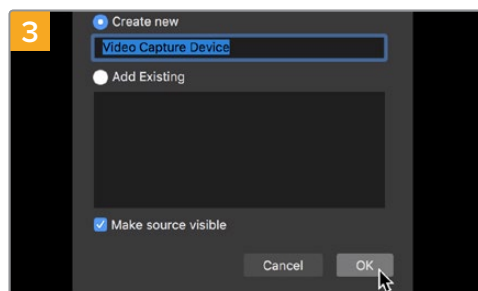 3
Create new
Video Capture Device
Add Existing
Make source visible
Cancel OK